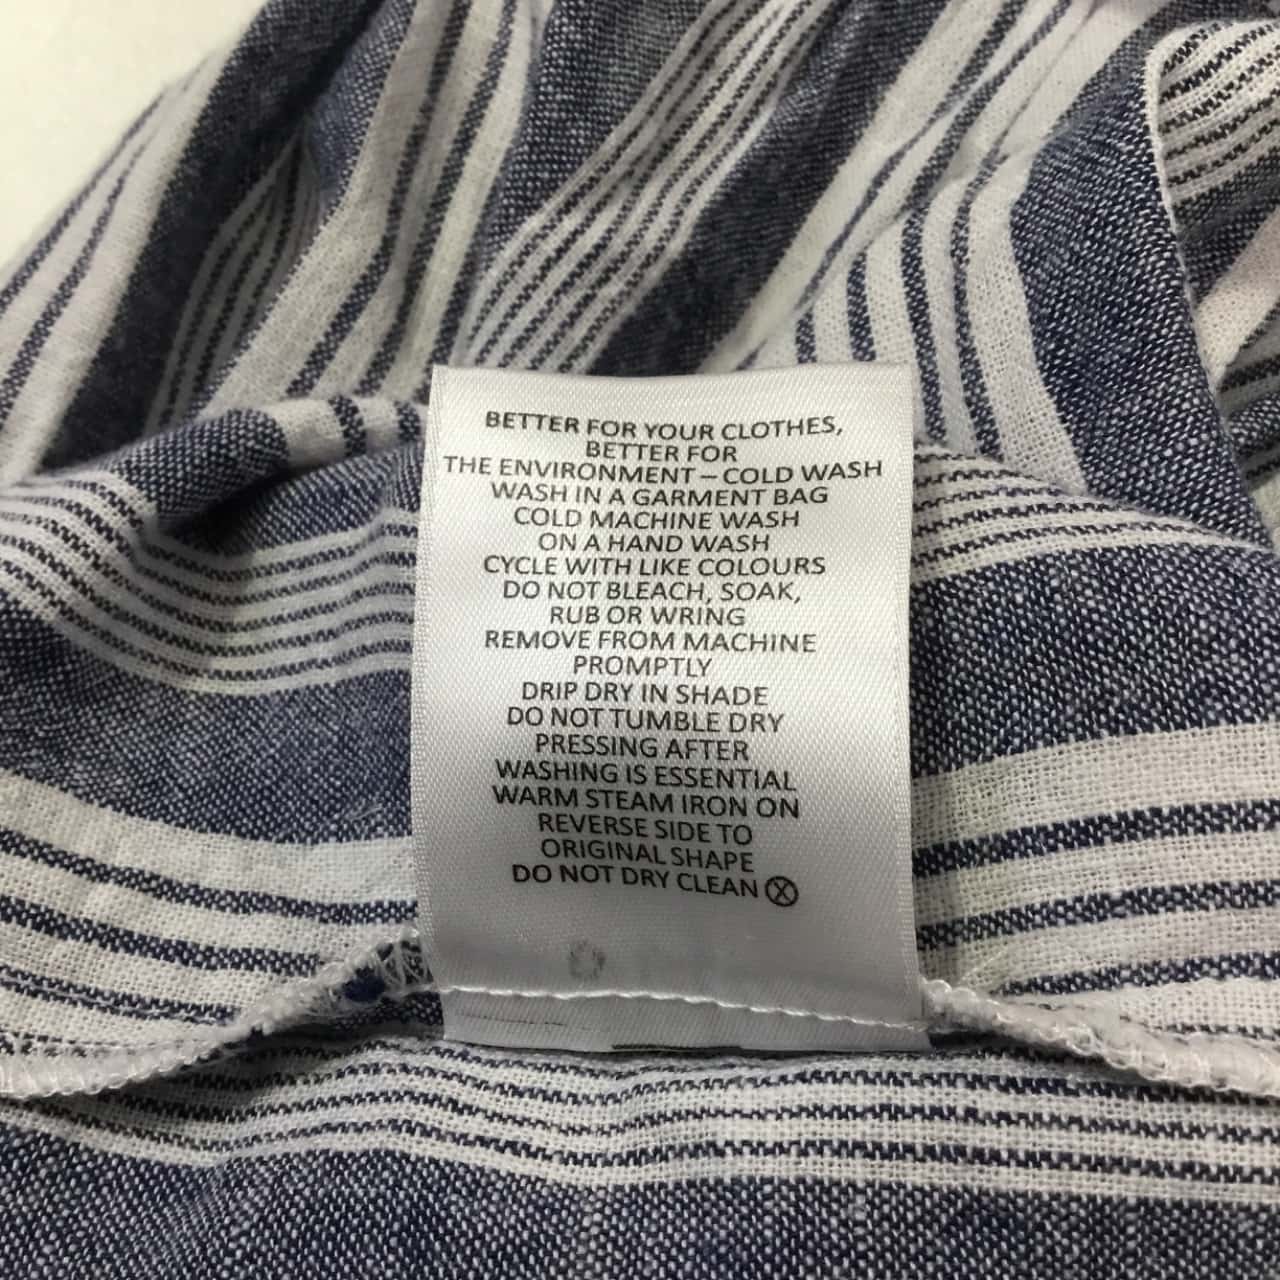 BETTER FOR YOUR CLOTHES,
BETTER FOR
THE ENVIRONMENT – COLD WASH
WASH IN A GARMENT BAG
COLD MACHINE WASH
ON A HAND WASH
CYCLE WITH LIKE COLOURS
DO NOT BLEACH, SOAK,
RUB OR WRING
REMOVE FROM MACHINE
PROMPTLY
DRIP DRY IN SHADE
DO NOT TUMBLE DRY
PRESSING AFTER
WASHING IS ESSENTIAL
WARM STEAM IRON ON
REVERSE SIDE TO
ORIGINAL SHAPE
DO NOT DRY CLEAN